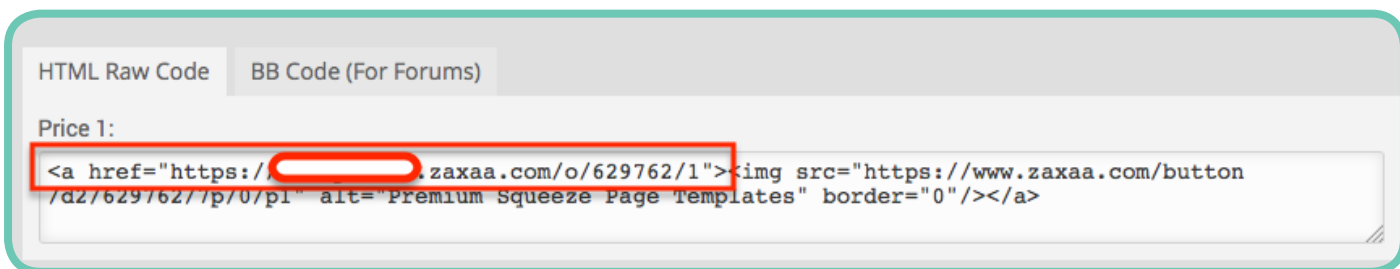 HTML Raw Code BB Code (For Forums)
Price 1:
<a href="https:// .zaxaa.com/o/629762/1"><img src="https://www.zaxaa.com/button
/d2/629762/7p/0/p1" alt="Premium Squeeze Page Templates" border="0"/></a>